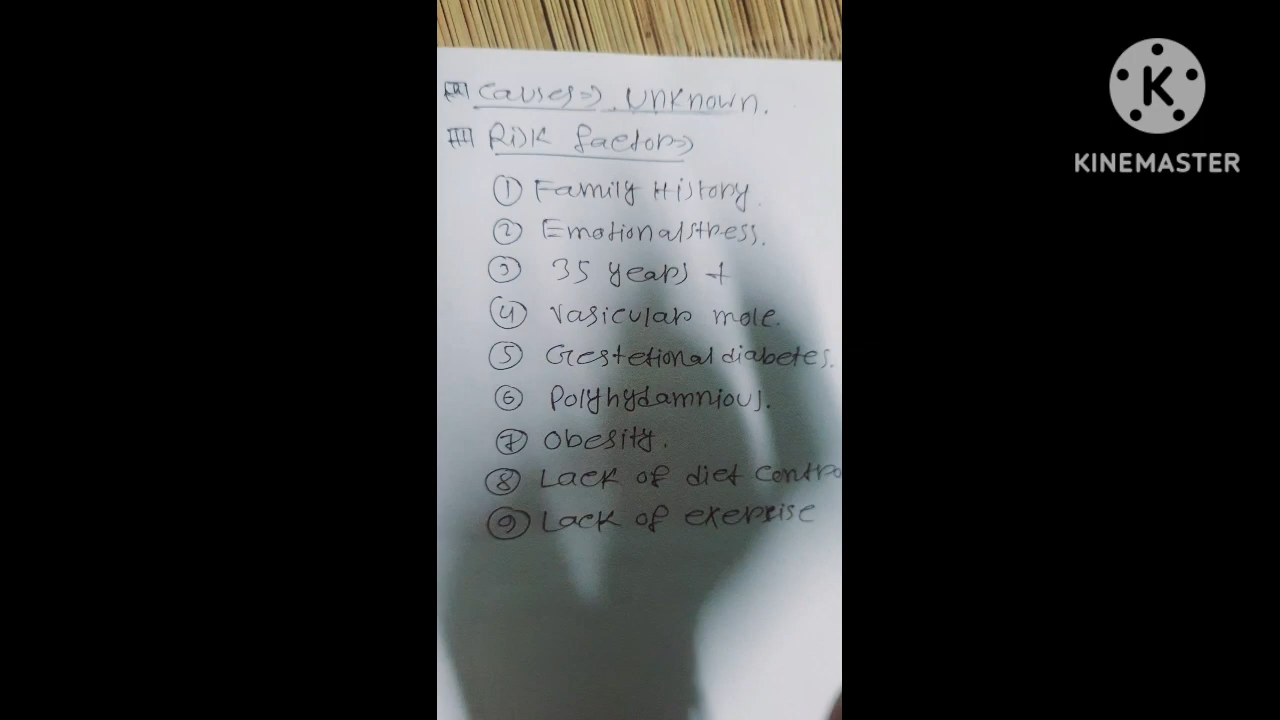 Causes⇒ Unknown.
Risk factors⇒
① Family History.
② Emotional stress.
③ 35 years +
④ Vasicular mole.
⑤ Gestetional diabetes.
⑥ Polyhydamnious.
⑦ Obesity.
⑧ Lack of diet contro
⑨ Lack of exercise
K
KINEMASTER